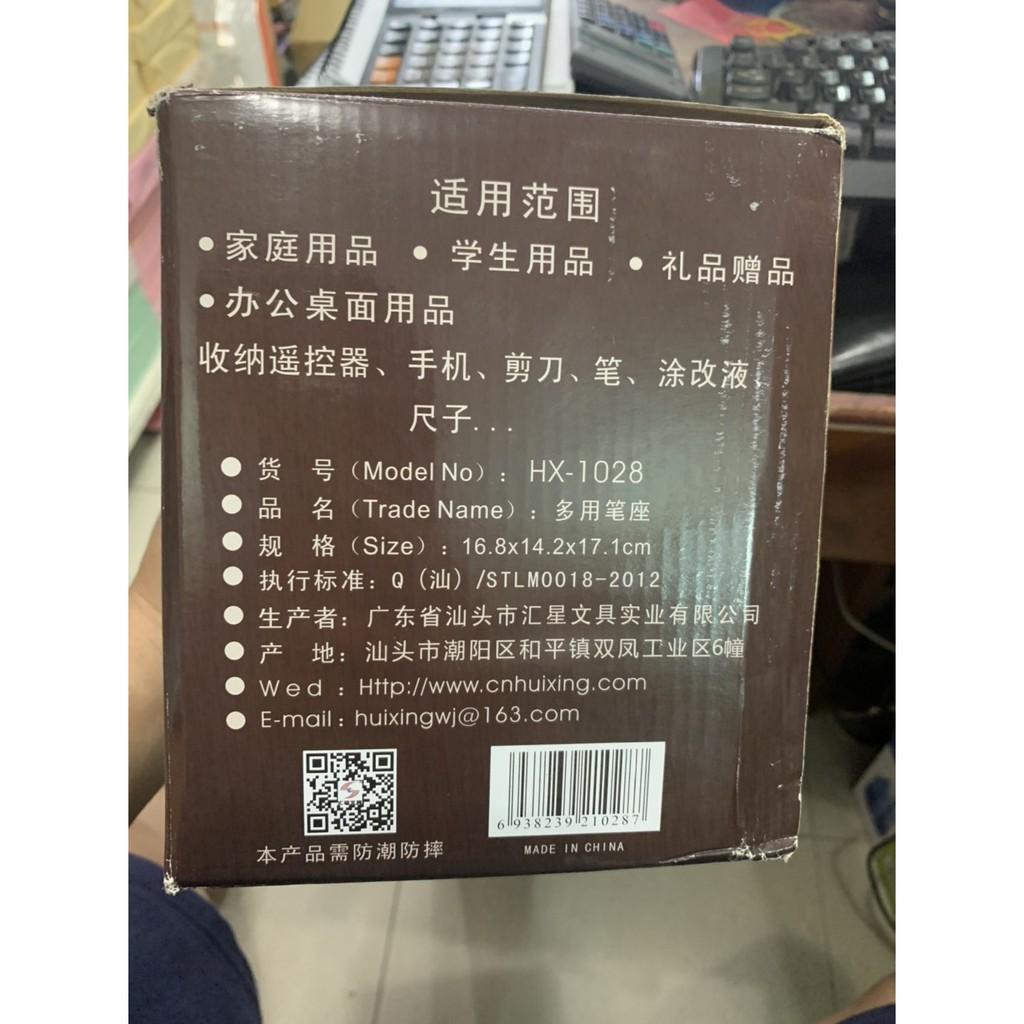 适用范围
• 家庭用品 • 学生用品 • 礼品赠品
• 办公桌面用品
收纳遥控器、手机、剪刀、笔、涂改液
尺子...
● 货 号（Model No）：HX-1028
● 品 名（Trade Name）：多用笔座
● 规 格（Size）：16.8x14.2x17.1cm
● 执行标准：Q（汕）/STLM0018-2012
● 生产者：广东省汕头市汇星文具实业有限公司
● 产 地：汕头市潮阳区和平镇双凤工业区6幢
● Wed：Http://www.cnhuixing.com
● E-mail：huixingwj@163.com
6 938239 210287
本产品需防潮防摔
MADE IN CHINA